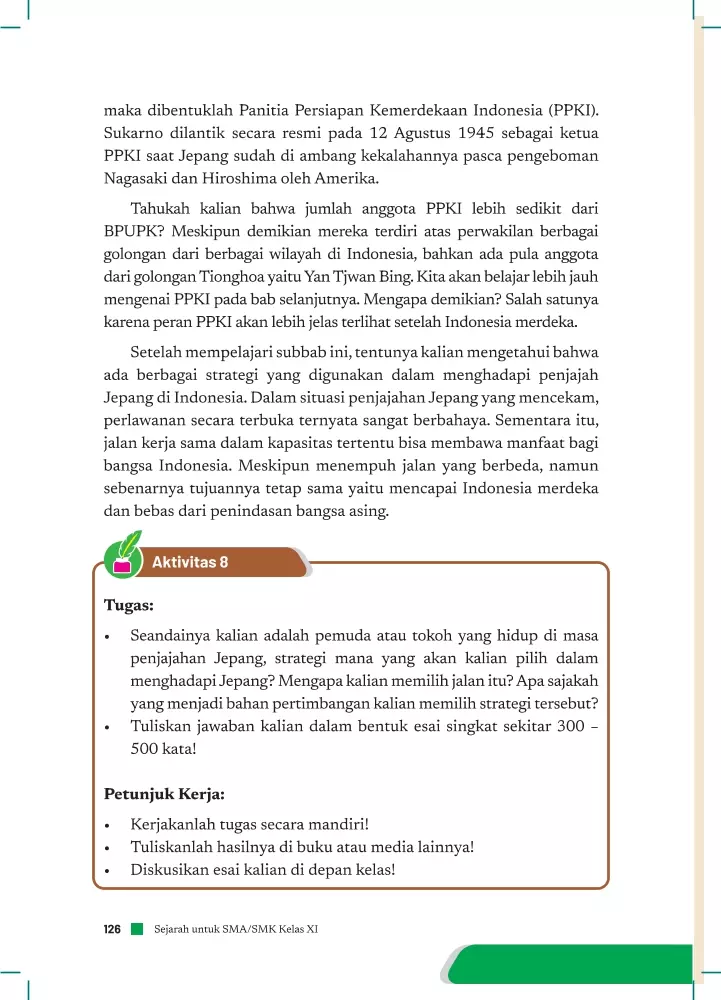 maka dibentuklah Panitia Persiapan Kemerdekaan Indonesia (PPKI).
Sukarno dilantik secara resmi pada 12 Agustus 1945 sebagai ketua
PPKI saat Jepang sudah di ambang kekalahannya pasca pengeboman
Nagasaki dan Hiroshima oleh Amerika.
Tahukah kalian bahwa jumlah anggota PPKI lebih sedikit dari
BPUPK? Meskipun demikian mereka terdiri atas perwakilan berbagai
golongan dari berbagai wilayah di Indonesia, bahkan ada pula anggota
dari golongan Tionghoa yaitu Yan Tjwan Bing. Kita akan belajar lebih jauh
mengenai PPKI pada bab selanjutnya. Mengapa demikian? Salah satunya
karena peran PPKI akan lebih jelas terlihat setelah Indonesia merdeka.
Setelah mempelajari subbab ini, tentunya kalian mengetahui bahwa
ada berbagai strategi yang digunakan dalam menghadapi penjajah
Jepang di Indonesia. Dalam situasi penjajahan Jepang yang mencekam,
perlawanan secara terbuka ternyata sangat berbahaya. Sementara itu,
jalan kerja sama dalam kapasitas tertentu bisa membawa manfaat bagi
bangsa Indonesia. Meskipun menempuh jalan yang berbeda, namun
sebenarnya tujuannya tetap sama yaitu mencapai Indonesia merdeka
dan bebas dari penindasan bangsa asing.
Aktivitas 8
Tugas:
• Seandainya kalian adalah pemuda atau tokoh yang hidup di masa
penjajahan Jepang, strategi mana yang akan kalian pilih dalam
menghadapi Jepang? Mengapa kalian memilih jalan itu? Apa sajakah
yang menjadi bahan pertimbangan kalian memilih strategi tersebut?
• Tuliskan jawaban kalian dalam bentuk esai singkat sekitar 300 –
500 kata!
Petunjuk Kerja:
• Kerjakanlah tugas secara mandiri!
• Tuliskanlah hasilnya di buku atau media lainnya!
• Diskusikan esai kalian di depan kelas!
126 Sejarah untuk SMA/SMK Kelas XI